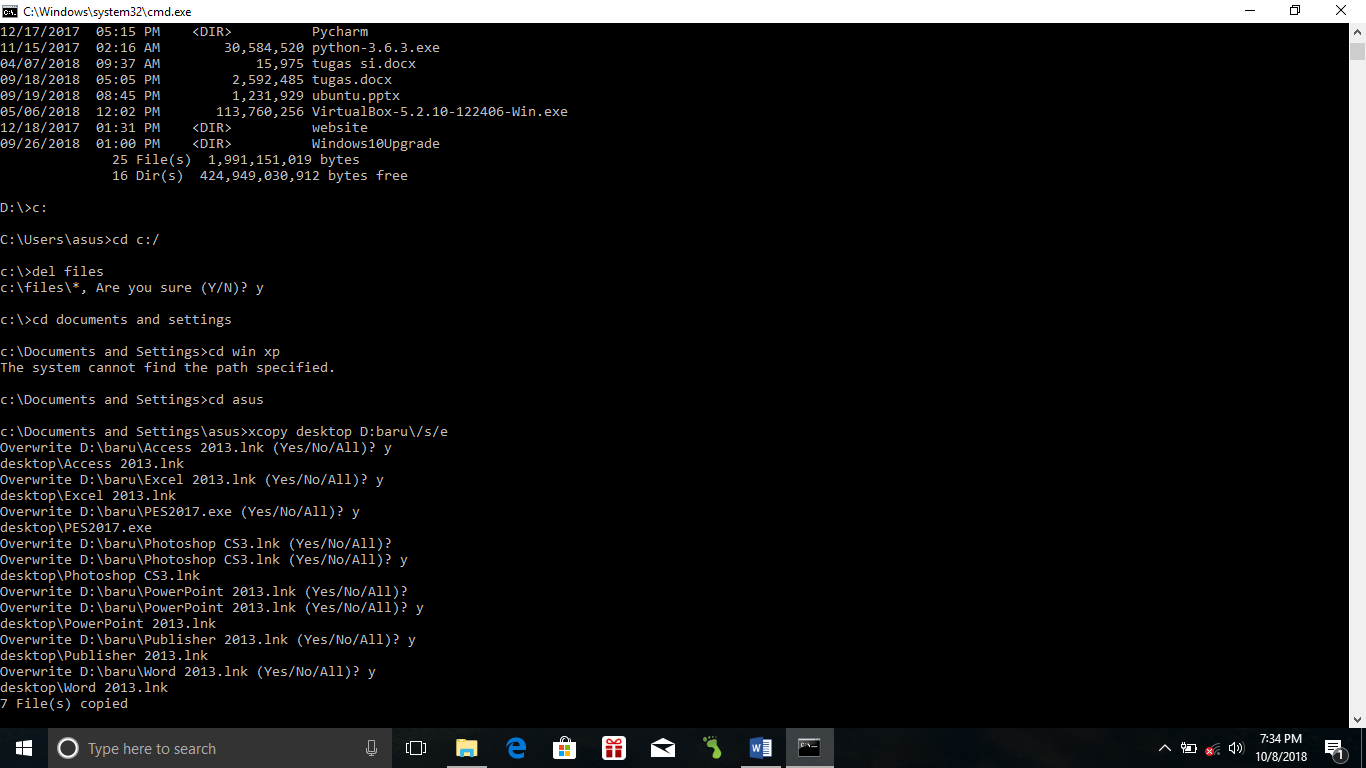 C:\Windows\system32\cmd.exe
12/17/2017  05:15 PM    <DIR>          Pycharm
11/15/2017  02:16 AM        30,584,520 python-3.6.3.exe
04/07/2018  09:37 AM            15,975 tugas si.docx
09/18/2018  05:05 PM         2,592,485 tugas.docx
09/19/2018  08:45 PM         1,231,929 ubuntu.pptx
05/06/2018  12:02 PM       113,760,256 VirtualBox-5.2.10-122406-Win.exe
12/18/2017  01:31 PM    <DIR>          website
09/26/2018  01:00 PM    <DIR>          Windows10Upgrade
              25 File(s)  1,991,151,019 bytes
              16 Dir(s)  424,949,030,912 bytes free
D:\>c:
C:\Users\asus>cd c:/
c:\>del files
c:\files\*, Are you sure (Y/N)? y
c:\>cd documents and settings
c:\Documents and Settings>cd win xp
The system cannot find the path specified.
c:\Documents and Settings>cd asus
c:\Documents and Settings\asus>xcopy desktop D:baru\/s/e
Overwrite D:\baru\Access 2013.lnk (Yes/No/All)? y
desktop\Access 2013.lnk
Overwrite D:\baru\Excel 2013.lnk (Yes/No/All)? y
desktop\Excel 2013.lnk
Overwrite D:\baru\PES2017.exe (Yes/No/All)? y
desktop\PES2017.exe
Overwrite D:\baru\Photoshop CS3.lnk (Yes/No/All)?
Overwrite D:\baru\Photoshop CS3.lnk (Yes/No/All)? y
desktop\Photoshop CS3.lnk
Overwrite D:\baru\PowerPoint 2013.lnk (Yes/No/All)?
Overwrite D:\baru\PowerPoint 2013.lnk (Yes/No/All)? y
desktop\PowerPoint 2013.lnk
Overwrite D:\baru\Publisher 2013.lnk (Yes/No/All)? y
desktop\Publisher 2013.lnk
Overwrite D:\baru\Word 2013.lnk (Yes/No/All)? y
desktop\Word 2013.lnk
7 File(s) copied
Type here to search
7:34 PM
10/8/2018
1